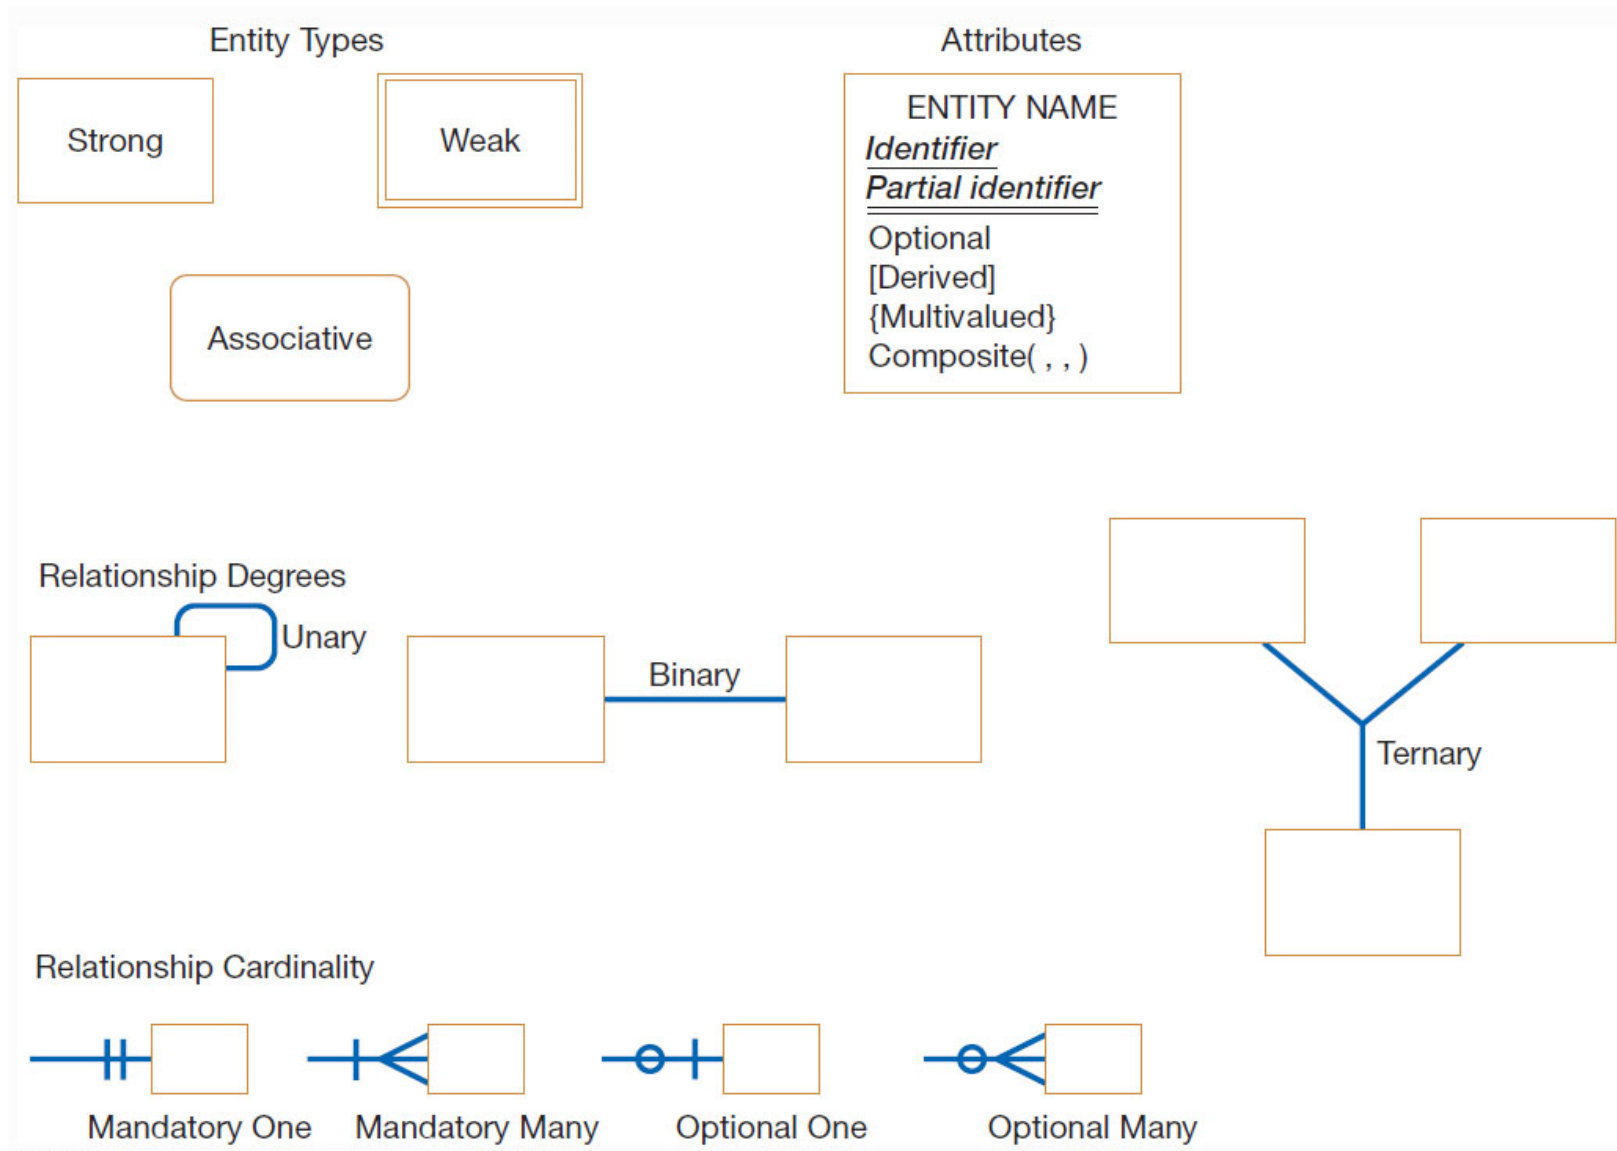 Entity Types
Attributes
Strong
Weak
Associative
ENTITY NAME
Identifier
Partial identifier
Optional
[Derived]
{Multivalued}
Composite( , , )
Relationship Degrees
Unary
Binary
Ternary
Relationship Cardinality
Mandatory One
Mandatory Many
Optional One
Optional Many